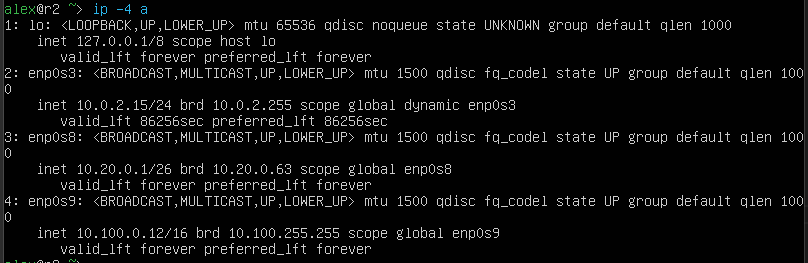 alex@r2 ~> ip -4 a
1: lo: <LOOPBACK,UP,LOWER_UP> mtu 65536 qdisc noqueue state UNKNOWN group default qlen 1000
    inet 127.0.0.1/8 scope host lo
       valid_lft forever preferred_lft forever
2: enp0s3: <BROADCAST,MULTICAST,UP,LOWER_UP> mtu 1500 qdisc fq_codel state UP group default qlen 100
0
    inet 10.0.2.15/24 brd 10.0.2.255 scope global dynamic enp0s3
       valid_lft 86256sec preferred_lft 86256sec
3: enp0s8: <BROADCAST,MULTICAST,UP,LOWER_UP> mtu 1500 qdisc fq_codel state UP group default qlen 100
0
    inet 10.20.0.1/26 brd 10.20.0.63 scope global enp0s8
       valid_lft forever preferred_lft forever
4: enp0s9: <BROADCAST,MULTICAST,UP,LOWER_UP> mtu 1500 qdisc fq_codel state UP group default qlen 100
0
    inet 10.100.0.12/16 brd 10.100.255.255 scope global enp0s9
       valid_lft forever preferred_lft forever
alex@r2 ~>